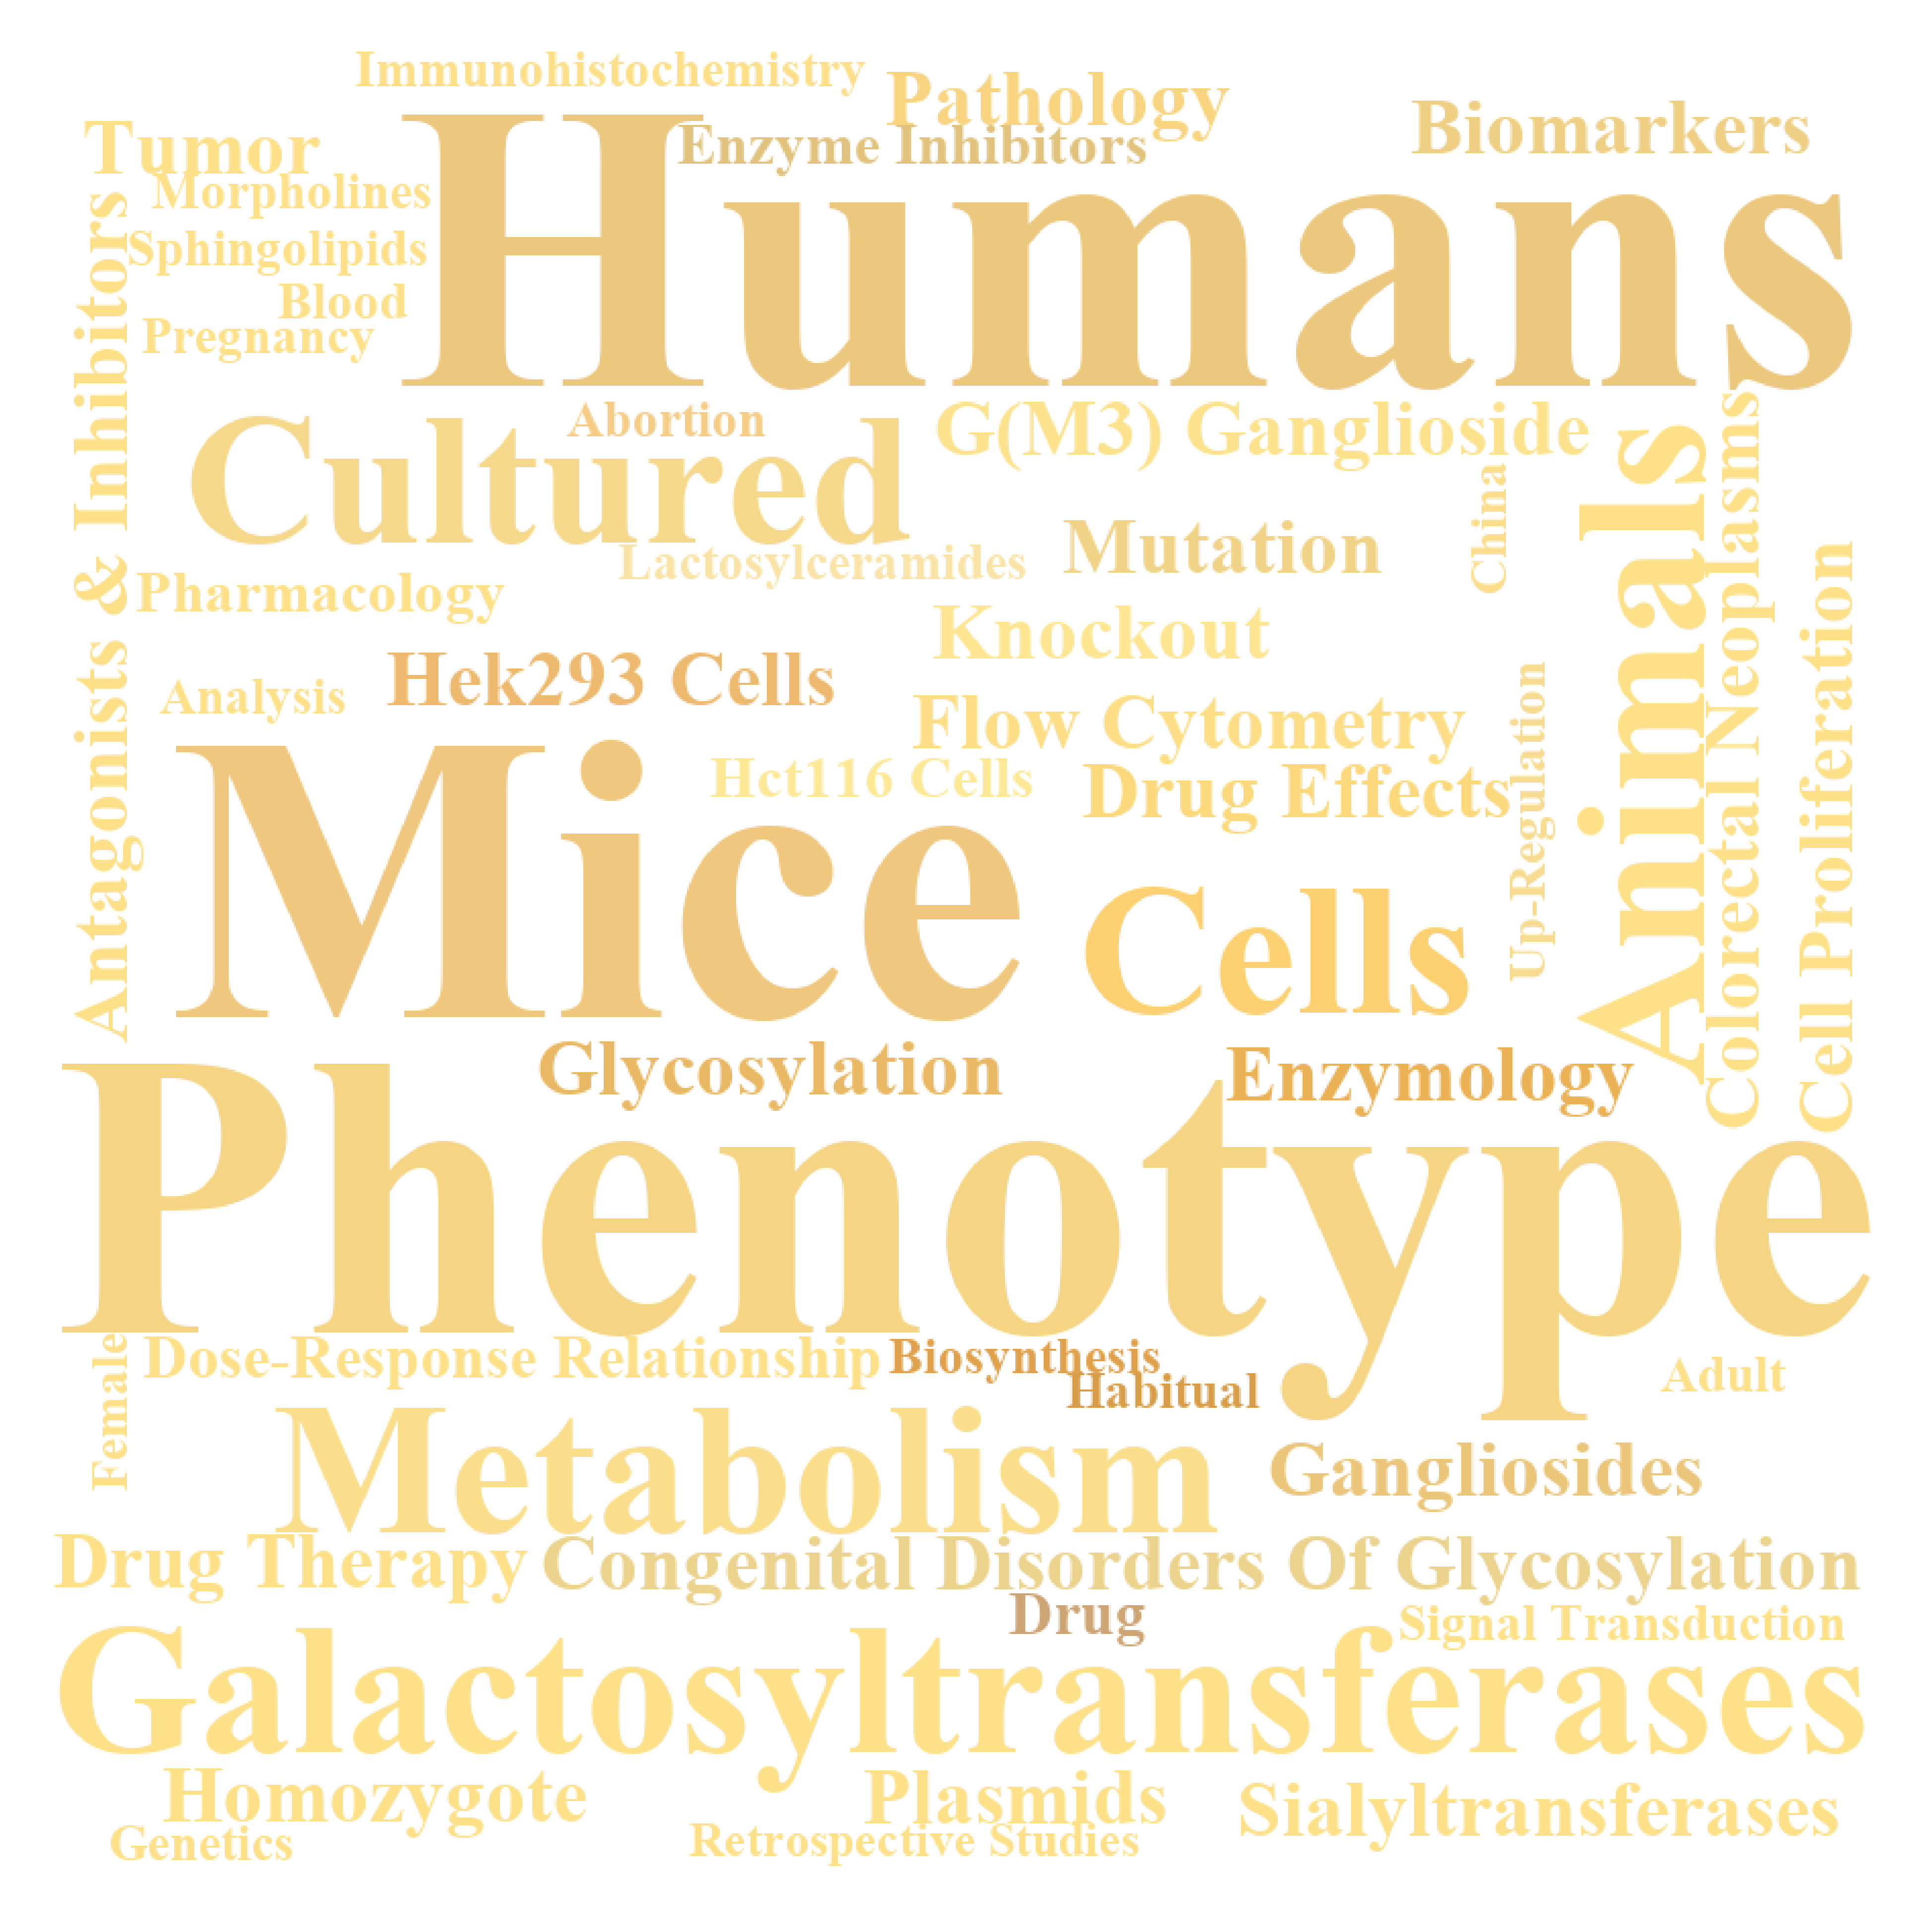 Immunohistochemistry
Pathology
Biomarkers
Tumor
Enzyme Inhibitors
Humans
Morpholines
Sphingolipids
Blood
Pregnancy
Antagonists & Inhibitors
Cultured
Abortion
G(M3) Ganglioside
China
Animals
Colorectal Neoplasms
Cell Proliferation
Lactosylceramides
Mutation
Pharmacology
Knockout
Hek293 Cells
Analysis
Flow Cytometry
Up-Regulation
Mice
Hct116 Cells
Drug Effects
Cells
Glycosylation
Enzymology
Phenotype
Female
Dose-Response Relationship
Biosynthesis
Habitual
Adult
Metabolism
Gangliosides
Drug Therapy
Congenital Disorders Of Glycosylation
Drug
Signal Transduction
Galactosyltransferases
Homozygote
Plasmids
Sialyltransferases
Genetics
Retrospective Studies